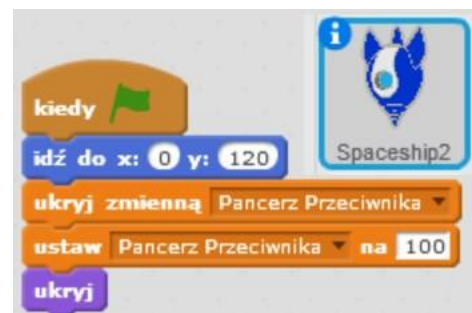 kiedy
idź do x: 0 y: 120
ukryj zmienną Pancerz Przeciwnika
ustaw Pancerz Przeciwnika na 100
ukryj
i
Spaceship2